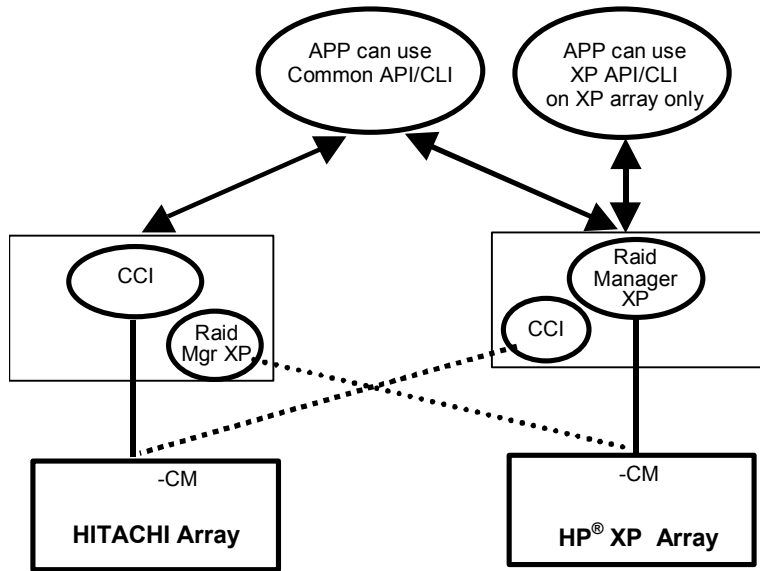 APP can use
Common API/CLI
APP can use
XP API/CLI
on XP array only
CCI
Raid
Mgr XP
Raid
Manager
XP
CCI
-CM
HITACHI Array
-CM
HP® XP Array